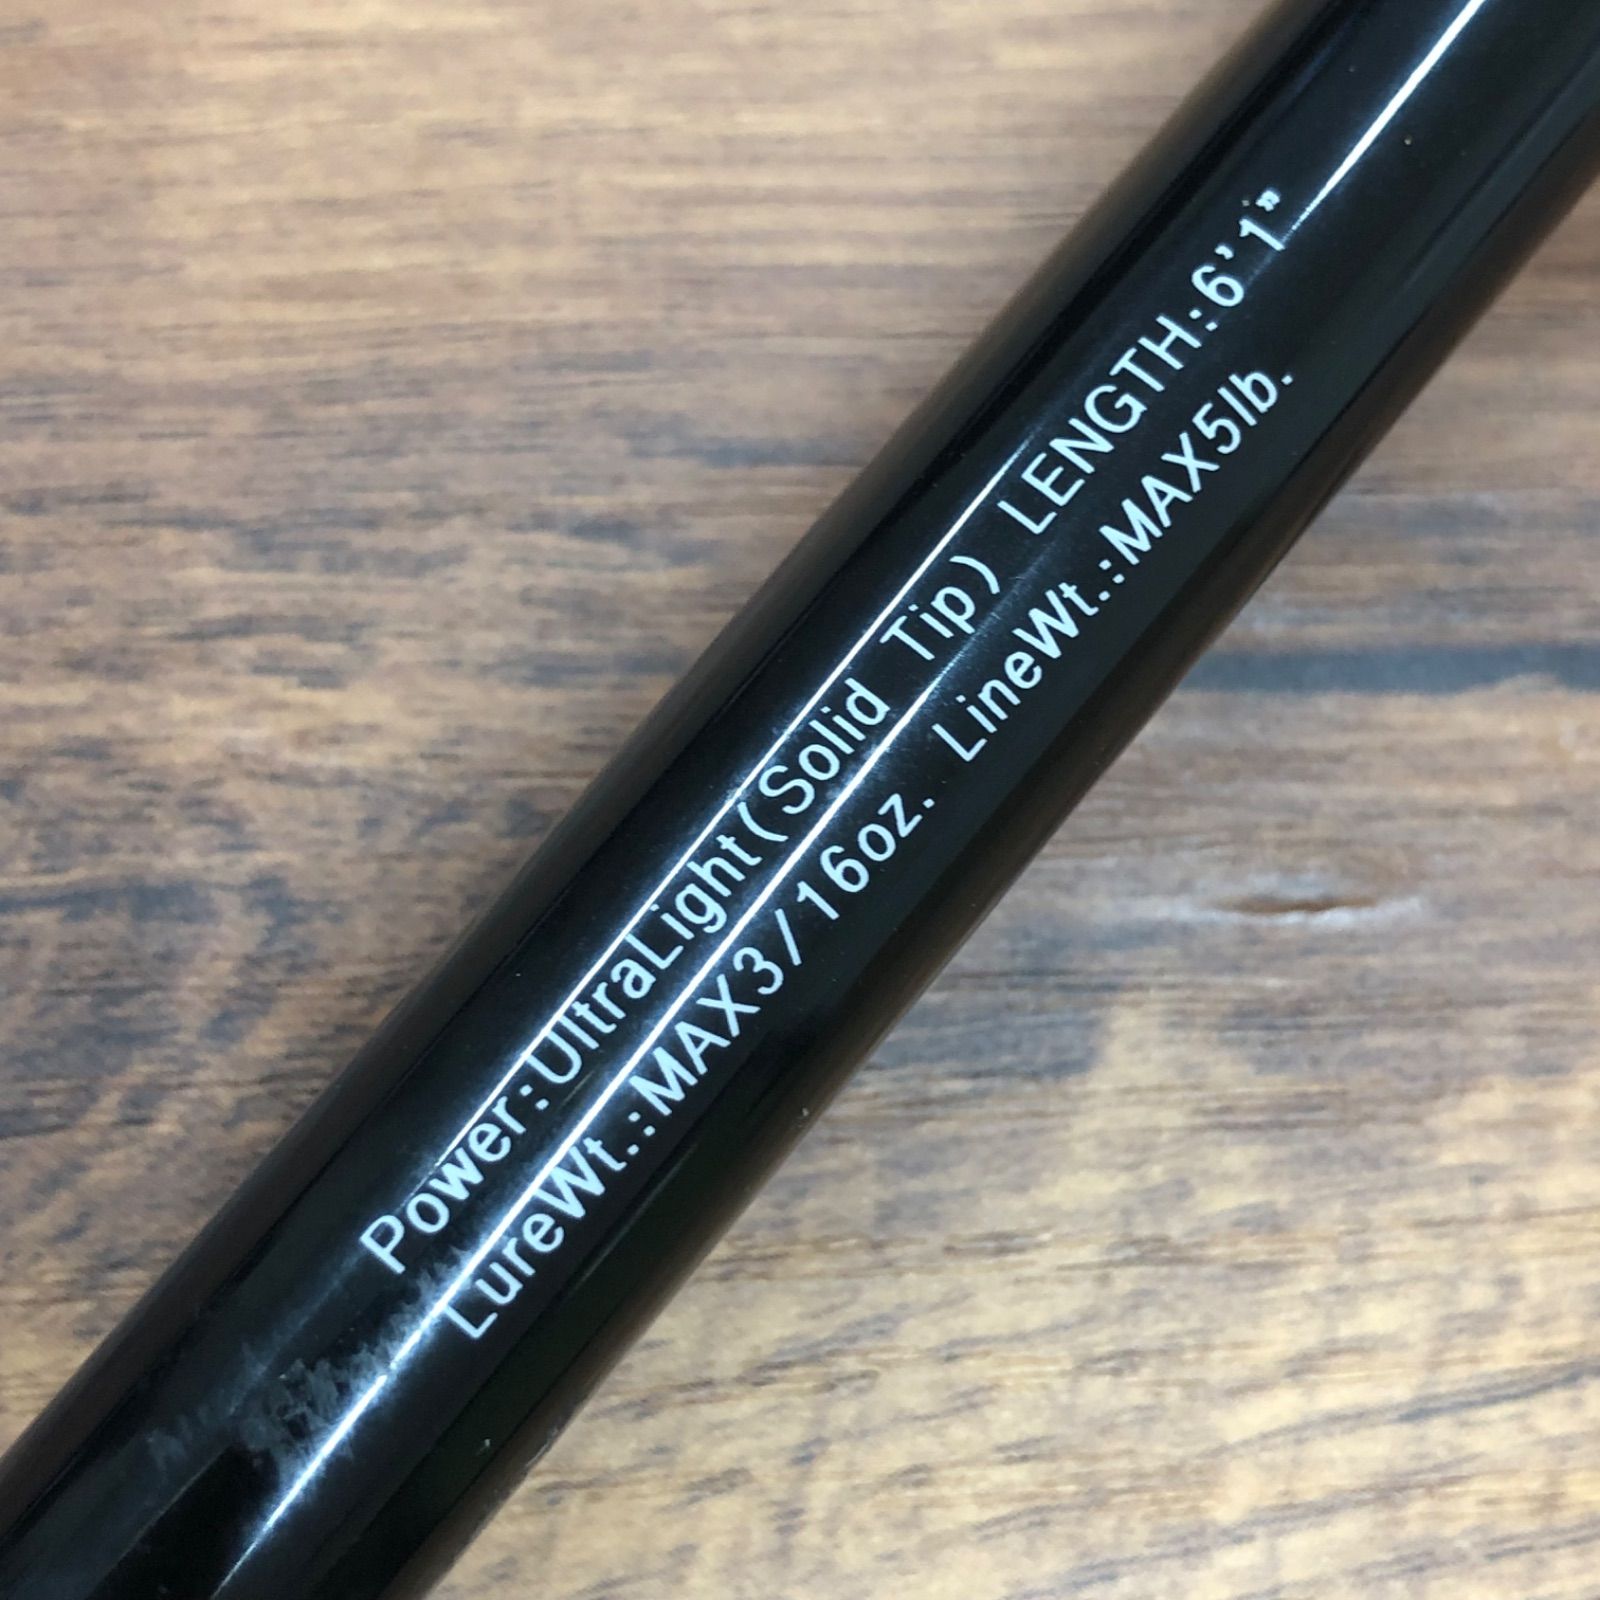 Power:UltraLight(Solid Tip) LENGTH:6'1"
LureWt.:MAX3/16oz. LineWt.:MAX5lb.